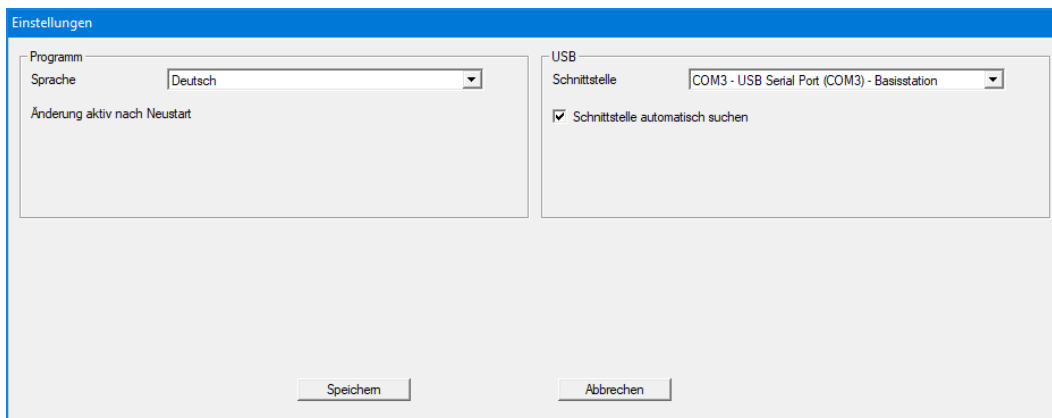 Einstellungen
Programm
Sprache Deutsch
Änderung aktiv nach Neustart
USB
Schnittstelle COM3 - USB Serial Port (COM3) - Basisstation
Schnittstelle automatisch suchen
Speichern Abbrechen